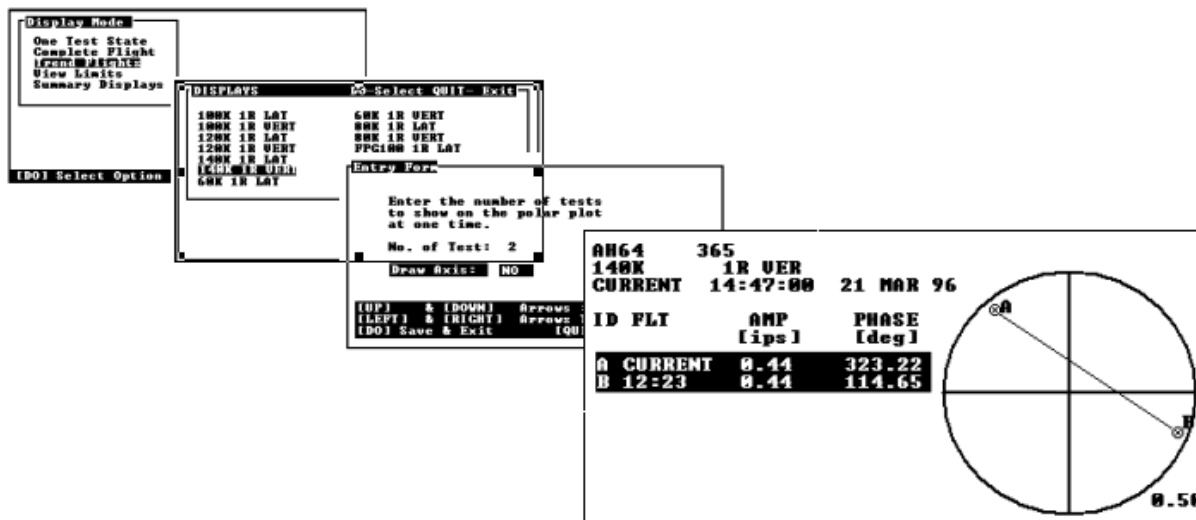 Display Mode
One Test State
Complete Flight
Trend Flights
View Limits
Summary Displays
[DO] Select Option
DISPLAYS DO-Select QUIT- Exit
100K 1R LAT 60K 1R VERT
100K 1R VERT 80K 1R LAT
120K 1R LAT 80K 1R VERT
120K 1R VERT FPG100 1R LAT
140K 1R LAT
140K 1R VERT
60K 1R LAT
Entry Form
Enter the number of tests
to show on the polar plot
at one time.
No. of Test: 2
Draw Axis: NO
[UP] & [DOWN] Arrows
[LEFT] & [RIGHT] Arrows
[DO] Save & Exit
AH64 365
140K 1R VER
CURRENT 14:47:00 21 MAR 96
ID FLT AMP PHASE
[ips] [deg]
A CURRENT 0.44 323.22
B 12:23 0.44 114.65
A
B